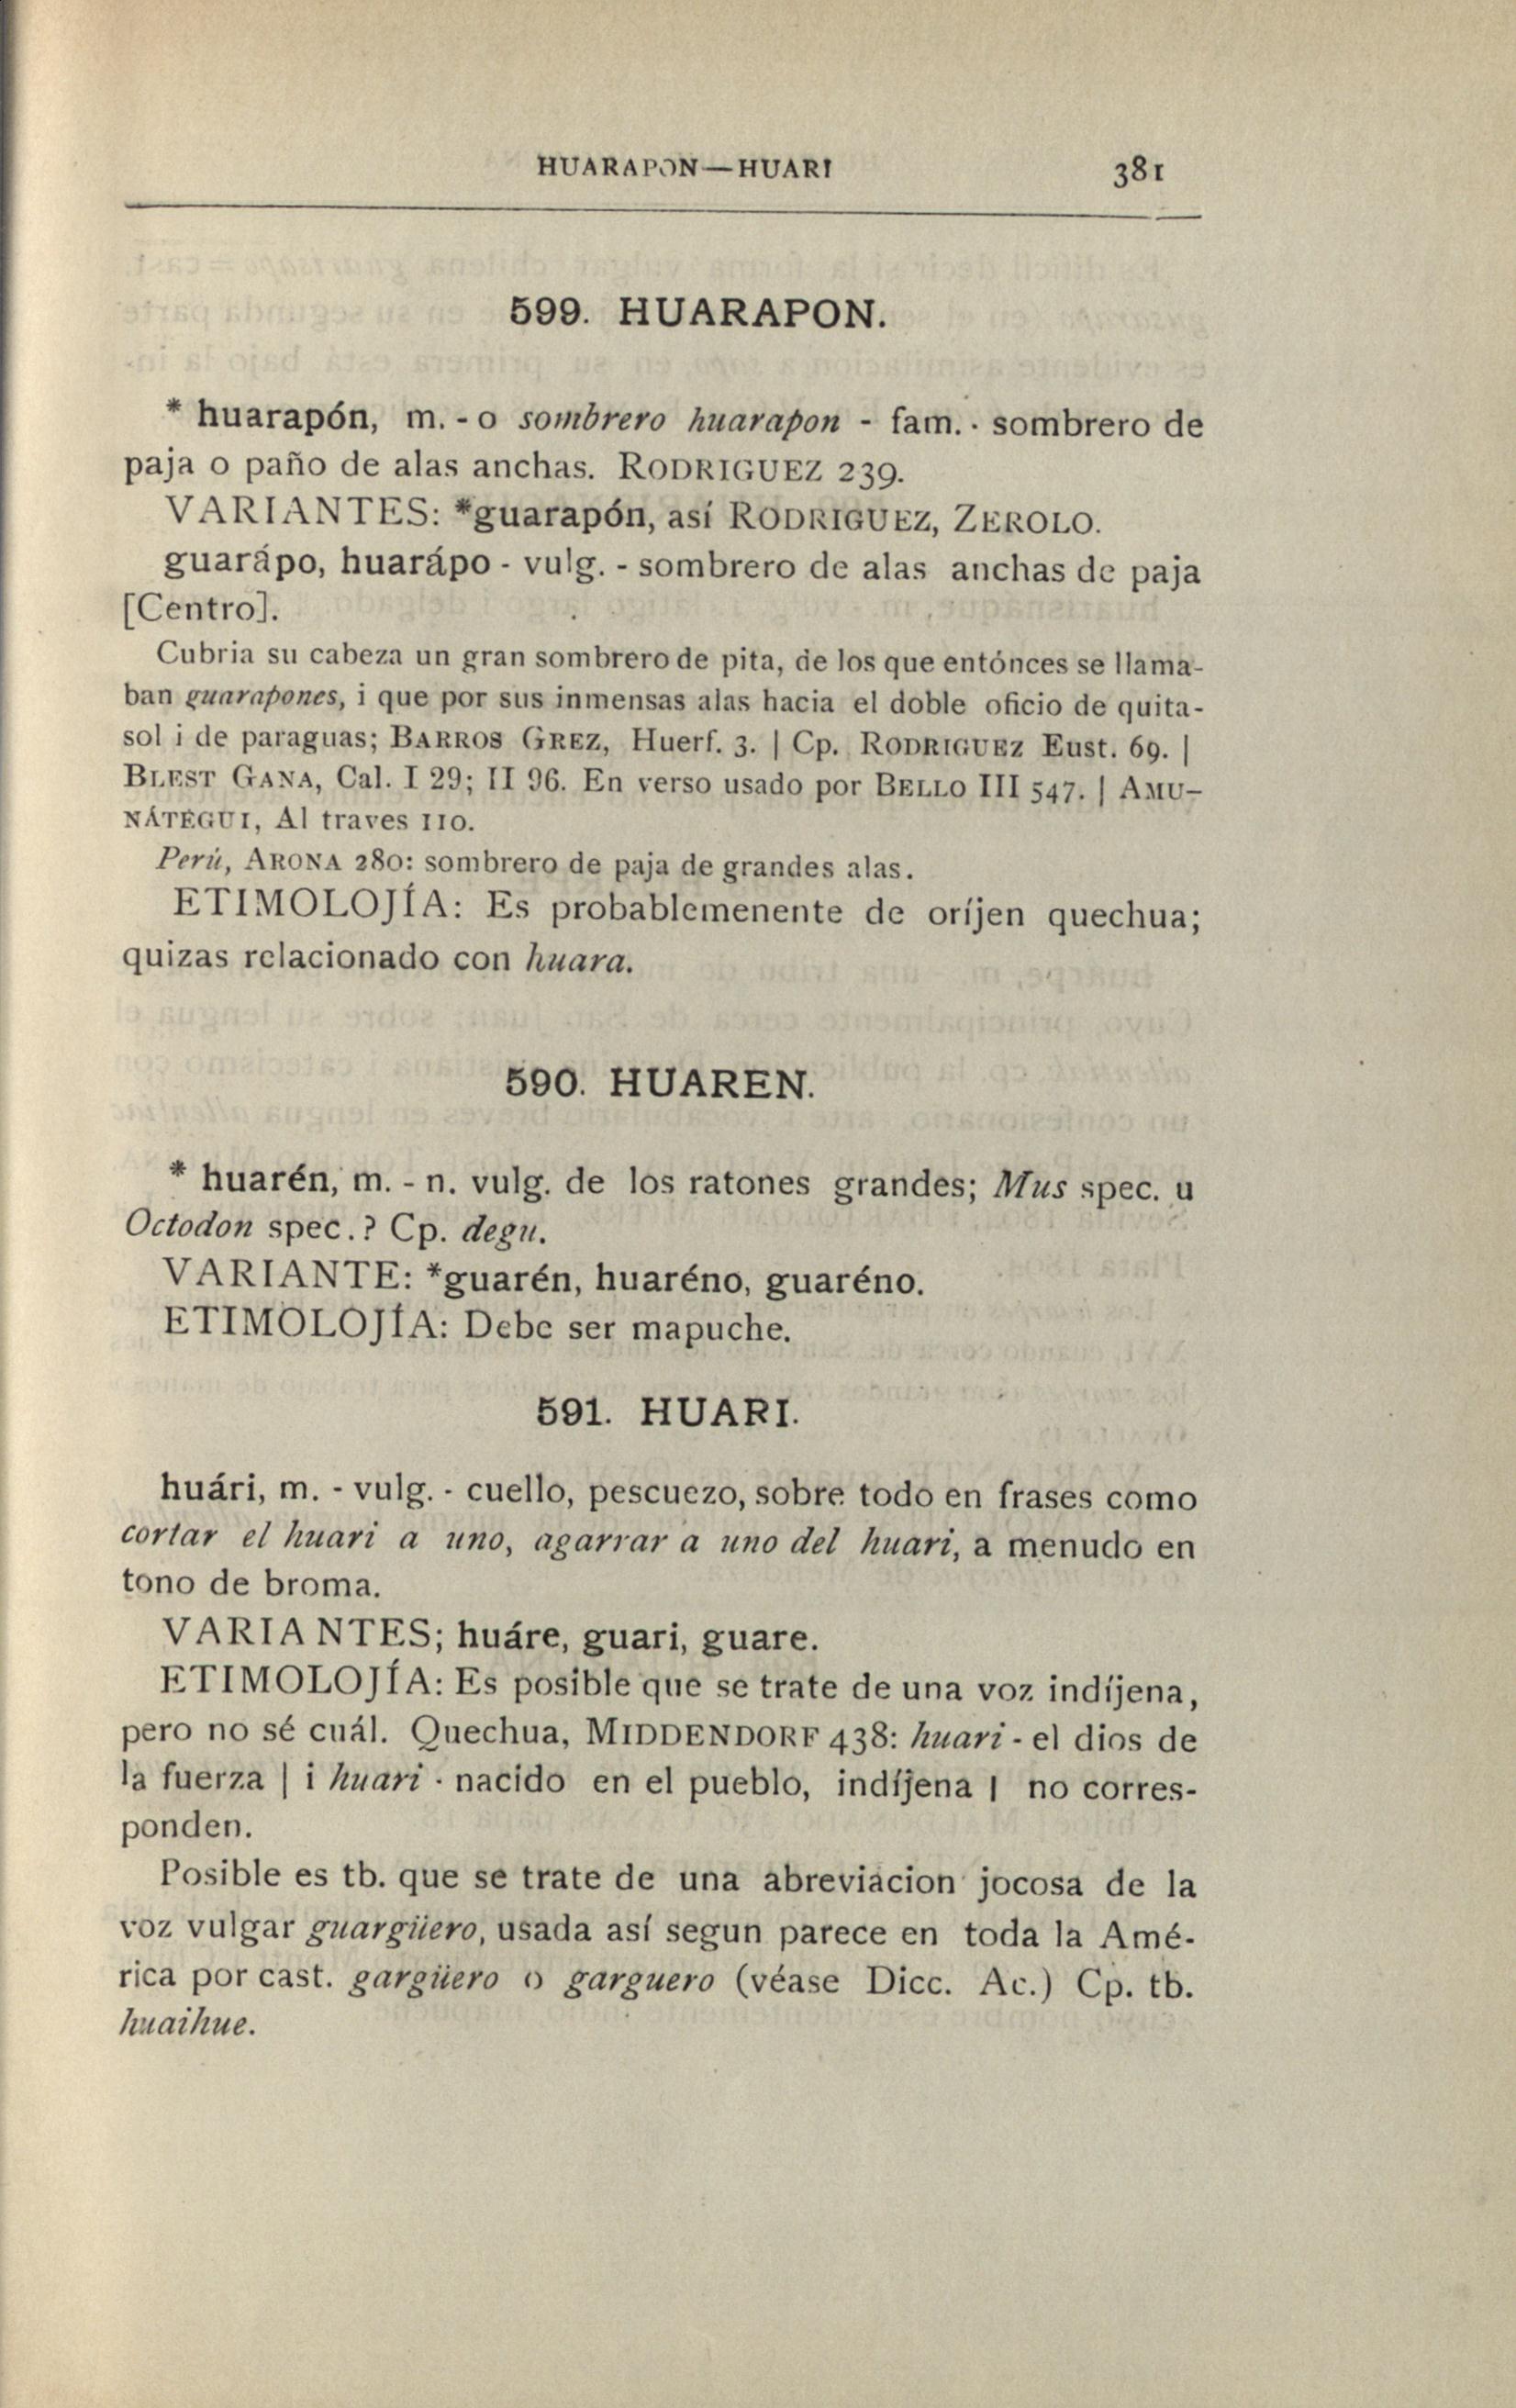 HUARAPON—HUARI 381
599. HUARAPON.
* huarapón, m. - o sombrero huarapon - fam. · sombrero de
paja o paño de alas anchas. RODRIGUEZ 239.
VARIANTES: *guarapón, así RODRIGUEZ, ZEROLO.
guarápo, huarápo - vulg. - sombrero de alas anchas de paja
[Centro].
Cubria su cabeza un gran sombrero de pita, de los que entónces se llama-
ban guarapones, i que por sus inmensas alas hacia el doble oficio de quita-
sol i de paraguas; BARROS GREZ, Huerf. 3. | Cp. RODRIGUEZ Eust. 69. |
BLEST GANA, Cal. I 29; II 96. En verso usado por BELLO III 547. | AMU-
NÁTEGUI, Al traves 110.
Perú, ARONA 280: sombrero de paja de grandes alas.
ETIMOLOJÍA: Es probablemenente de oríjen quechua;
quizas relacionado con huara.
590. HUAREN.
* huarén, m. - n. vulg. de los ratones grandes; Mus spec. u
Octodon spec.? Cp. degu.
VARIANTE: *guarén, huaréno, guaréno.
ETIMOLOJÍA: Debe ser mapuche.
591. HUARI.
huári, m. - vulg. - cuello, pescuezo, sobre todo en frases como
cortar el huari a uno, agarrar a uno del huari, a menudo en
tono de broma.
VARIANTES; huáre, guari, guare.
ETIMOLOJÍA: Es posible que se trate de una voz indíjena,
pero no sé cuál. Quechua, MIDDENDORF 438: huari - el dios de
la fuerza | i huari · nacido en el pueblo, indíjena | no corres-
ponden.
Posible es tb. que se trate de una abreviacion jocosa de la
voz vulgar guargüero, usada así segun parece en toda la Amé-
rica por cast. gargüero o garguero (véase Dicc. Ac.) Cp. tb.
huaihue.